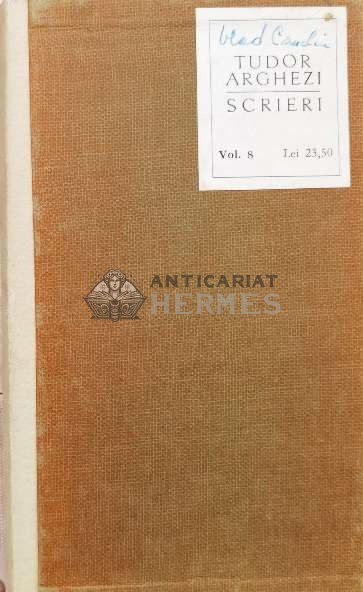 Vlad Candin
TUDOR
ARGHEZI
SCRIERI
Vol. 8 Lei 23,50
ANTICARIAT
HERMES